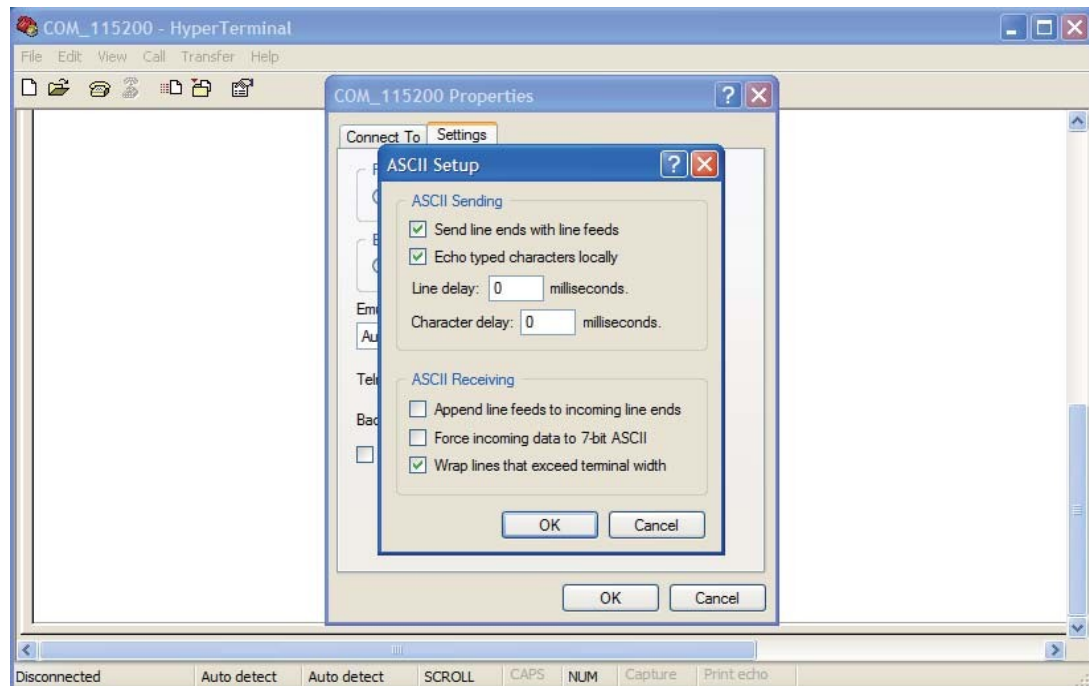 COM_115200 - HyperTerminal
File Edit View Call Transfer Help
COM_115200 Properties
Connect To Settings
ASCII Setup
ASCII Sending
Send line ends with line feeds
Echo typed characters locally
Line delay: 0 milliseconds.
Character delay: 0 milliseconds.
ASCII Receiving
Append line feeds to incoming line ends
Force incoming data to 7-bit ASCII
Wrap lines that exceed terminal width
OK Cancel
OK Cancel
Disconnected Auto detect Auto detect SCROLL CAPS NUM Capture Print echo